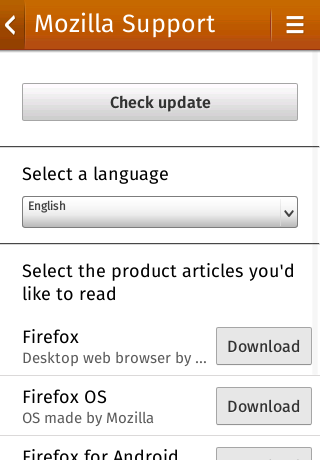 Mozilla Support
Check update
Select a language
English
Select the product articles you'd
like to read
Firefox
Desktop web browser by ...
Download
Firefox OS
OS made by Mozilla
Download
Firefox for Android